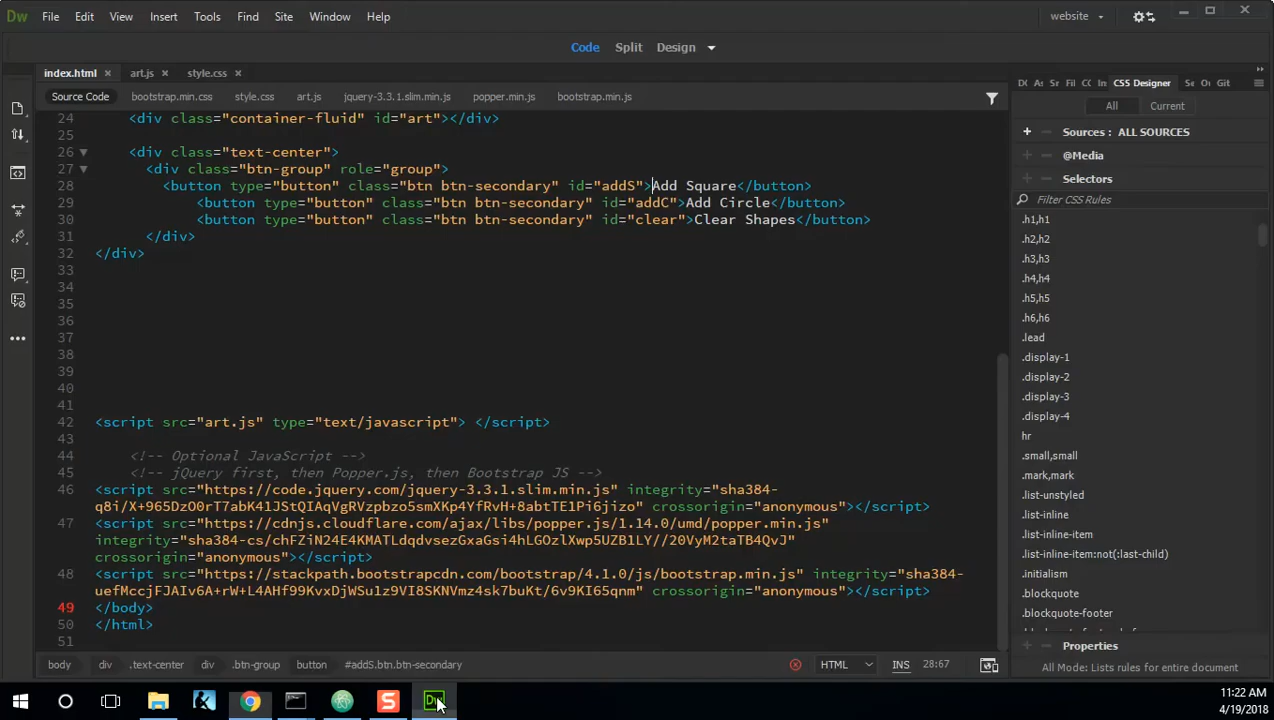 Dw File Edit View Insert Tools Find Site Window Help website
Code Split Design
index.html × art.js × style.css ×
Source Code bootstrap.min.css style.css art.js jquery-3.3.1.slim.min.js popper.min.js bootstrap.min.js
24 <div class="container-fluid" id="art"></div>
25
26 <div class="text-center">
27 <div class="btn-group" role="group">
28 <button type="button" class="btn btn-secondary" id="addS">Add Square</button>
29 <button type="button" class="btn btn-secondary" id="addC">Add Circle</button>
30 <button type="button" class="btn btn-secondary" id="clear">Clear Shapes</button>
31 </div>
32 </div>
33
34
35
36
37
38
39
40
41
42 <script src="art.js" type="text/javascript"> </script>
43
44 <!-- Optional JavaScript -->
45 <!-- jQuery first, then Popper.js, then Bootstrap JS -->
46 <script src="https://code.jquery.com/jquery-3.3.1.slim.min.js" integrity="sha384-
q8i/X+965DzO0rT7abK41JStQIAqVgRVzpbzo5smXKp4YfRvH+8abtTE1Pi6jizo" crossorigin="anonymous"></script>
47 <script src="https://cdnjs.cloudflare.com/ajax/libs/popper.js/1.14.0/umd/popper.min.js"
integrity="sha384-cs/chFZiN24E4KMATLdqdvsezGxaGsi4hLGOzlXwp5UZB1LY//20VyM2taTB4QvJ"
crossorigin="anonymous"></script>
48 <script src="https://stackpath.bootstrapcdn.com/bootstrap/4.1.0/js/bootstrap.min.js" integrity="sha384-
uefMccjFJAIv6A+rW+L4AHf99KvxDjWSu1z9VI8SKNVmz4sk7buKt/6v9KI65qnm" crossorigin="anonymous"></script>
49 </body>
50 </html>
51
body div .text-center div .btn-group button #addS.btn.btn-secondary HTML INS 28:67
CSS Designer Git
All Current
Sources : ALL SOURCES
@Media
Selectors
Filter CSS Rules
.h1,h1
.h2,h2
.h3,h3
.h4,h4
.h5,h5
.h6,h6
.lead
.display-1
.display-2
.display-3
.display-4
hr
.small,small
.mark,mark
.list-unstyled
.list-inline
.list-inline-item
.list-inline-item:not(:last-child)
.initialism
.blockquote
.blockquote-footer
Properties
All Mode: Lists rules for entire document
Dw
11:22 AM
4/19/2018